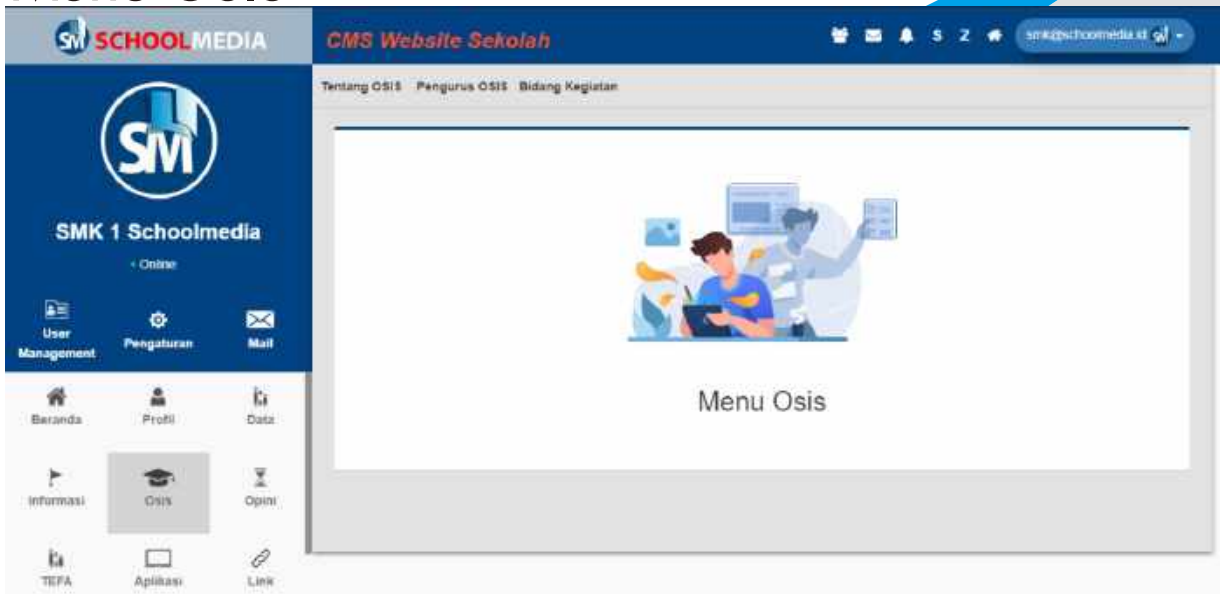 SCHOOLMEDIA
CMS Website Sekolah
S Z
Tentang OSIS Pengurus OSIS Bidang Kegiatan
SM
SMK 1 Schoolmedia
Online
User Management
Pengaturan
Mail
Menu Osis
Beranda
Profil
Data
Informasi
Osis
Opini
TEFA
Aplikasi
Link